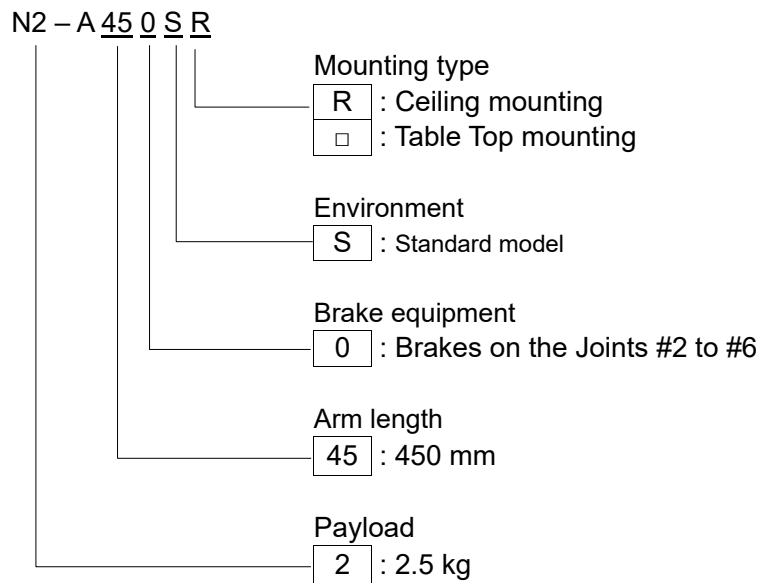 N2 – A 45 0 S R
Mounting type
R : Ceiling mounting
□ : Table Top mounting
Environment
S : Standard model
Brake equipment
0 : Brakes on the Joints #2 to #6
Arm length
45 : 450 mm
Payload
2 : 2.5 kg